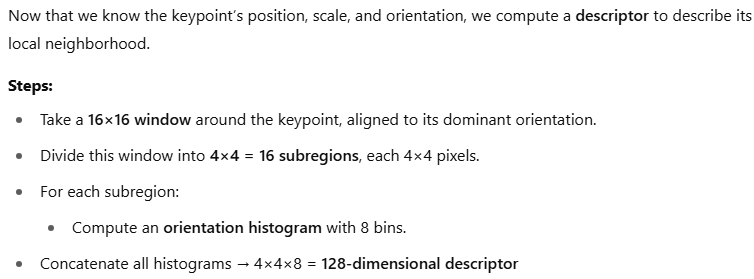 Now that we know the keypoint's position, scale, and orientation, we compute a descriptor to describe its
local neighborhood.
Steps:
• Take a 16×16 window around the keypoint, aligned to its dominant orientation.
• Divide this window into 4×4 = 16 subregions, each 4×4 pixels.
• For each subregion:
• Compute an orientation histogram with 8 bins.
• Concatenate all histograms → 4×4×8 = 128-dimensional descriptor